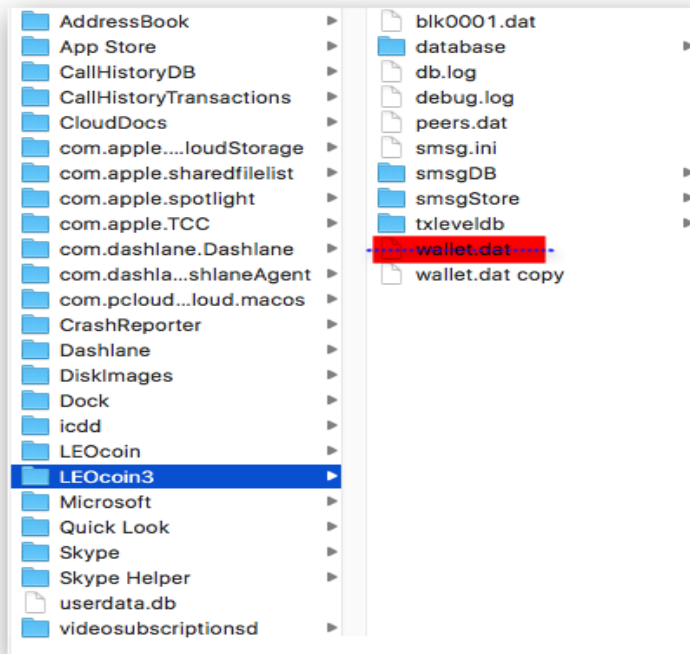 AddressBook
App Store
CallHistoryDB
CallHistoryTransactions
CloudDocs
com.apple....loudStorage
com.apple.sharedfilelist
com.apple.spotlight
com.apple.TCC
com.dashlane.Dashlane
com.dashla...shlaneAgent
com.pcloud...loud.macos
CrashReporter
Dashlane
DiskImages
Dock
icdd
LEOcoin
LEOcoin3
Microsoft
Quick Look
Skype
Skype Helper
userdata.db
videosubscriptionsd
blk0001.dat
database
db.log
debug.log
peers.dat
smsg.ini
smsgDB
smsgStore
txleveldb
wallet.dat
wallet.dat copy